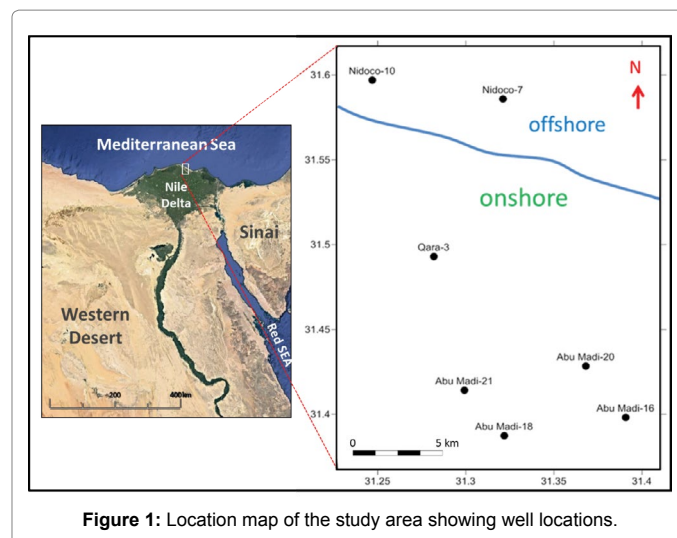 Mediterranean Sea
Nile
Delta
Sinai
Western
Desert
Red SEA
200
400 km
31.6
31.55
31.5
31.45
31.4
Nidoco-10
Nidoco-7
N
offshore
onshore
Qara-3
Abu Madi-20
Abu Madi-21
Abu Madi-16
Abu Madi-18
0
5 km
31.25
31.3
31.35
31.4
Figure 1: Location map of the study area showing well locations.